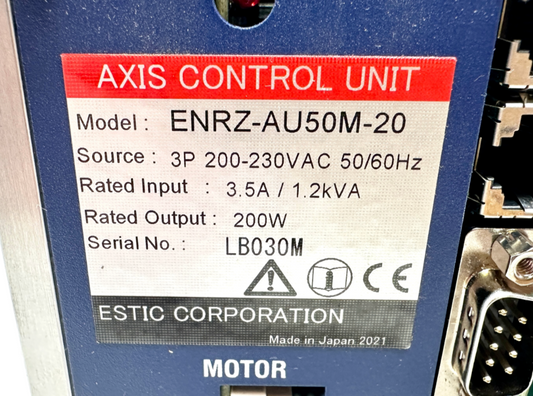 AXIS CONTROL UNIT
Model : ENRZ-AU50M-20
Source : 3P 200-230VAC 50/60Hz
Rated Input : 3.5A / 1.2kVA
Rated Output : 200W
Serial No. : LB030M
CE
ESTIC CORPORATION
Made in Japan 2021
MOTOR